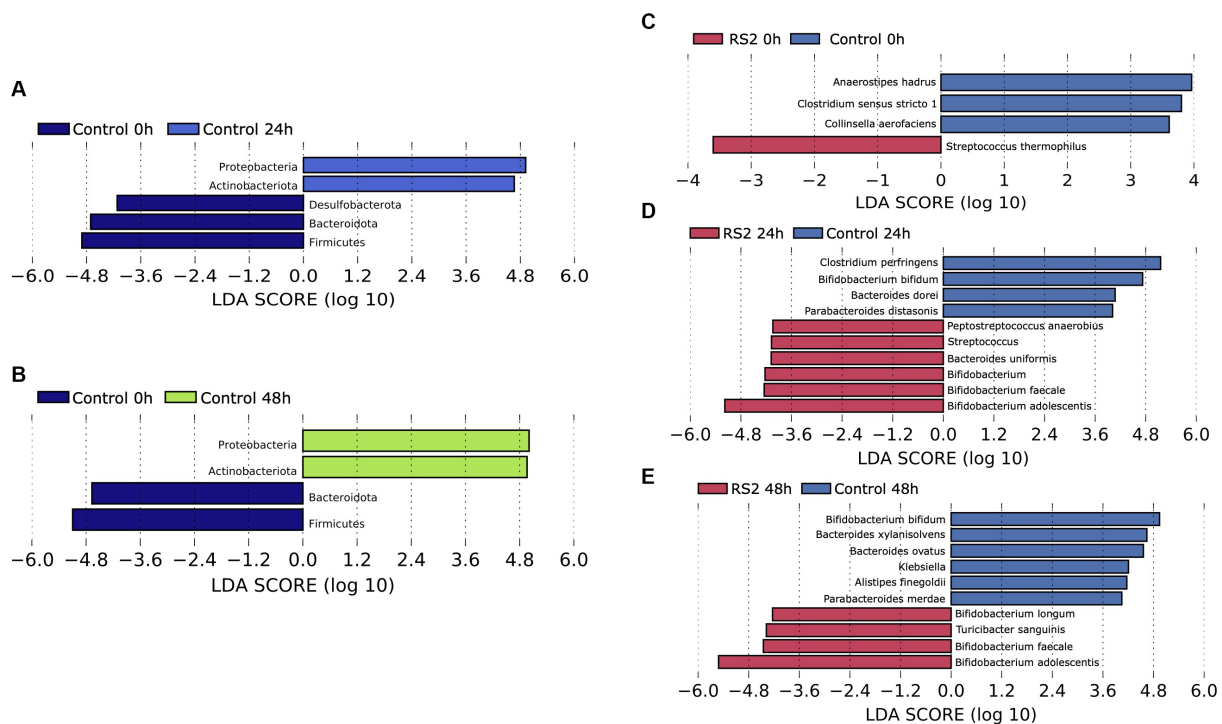 A
Control 0h Control 24h
Proteobacteria
Actinobacteriota
Desulfobacterota
Bacteroidota
Firmicutes
−6.0 −4.8 −3.6 −2.4 −1.2 0.0 1.2 2.4 3.6 4.8 6.0
LDA SCORE (log 10)
B
Control 0h Control 48h
Proteobacteria
Actinobacteriota
Bacteroidota
Firmicutes
−6.0 −4.8 −3.6 −2.4 −1.2 0.0 1.2 2.4 3.6 4.8 6.0
LDA SCORE (log 10)
C
RS2 0h Control 0h
Anaerostipes hadrus
Clostridium sensus stricto 1
Collinsella aerofaciens
Streptococcus thermophilus
−4 −3 −2 −1 0 1 2 3 4
LDA SCORE (log 10)
D
RS2 24h Control 24h
Clostridium perfringens
Bifidobacterium bifidum
Bacteroides dorei
Parabacteroides distasonis
Peptostreptococcus anaerobius
Streptococcus
Bacteroides uniformis
Bifidobacterium
Bifidobacterium faecale
Bifidobacterium adolescentis
−6.0 −4.8 −3.6 −2.4 −1.2 0.0 1.2 2.4 3.6 4.8 6.0
LDA SCORE (log 10)
E
RS2 48h Control 48h
Bifidobacterium bifidum
Bacteroides xylanisolvens
Bacteroides ovatus
Klebsiella
Alistipes finegoldii
Parabacteroides merdae
Bifidobacterium longum
Turicibacter sanguinis
Bifidobacterium faecale
Bifidobacterium adolescentis
−6.0 −4.8 −3.6 −2.4 −1.2 0.0 1.2 2.4 3.6 4.8 6.0
LDA SCORE (log 10)